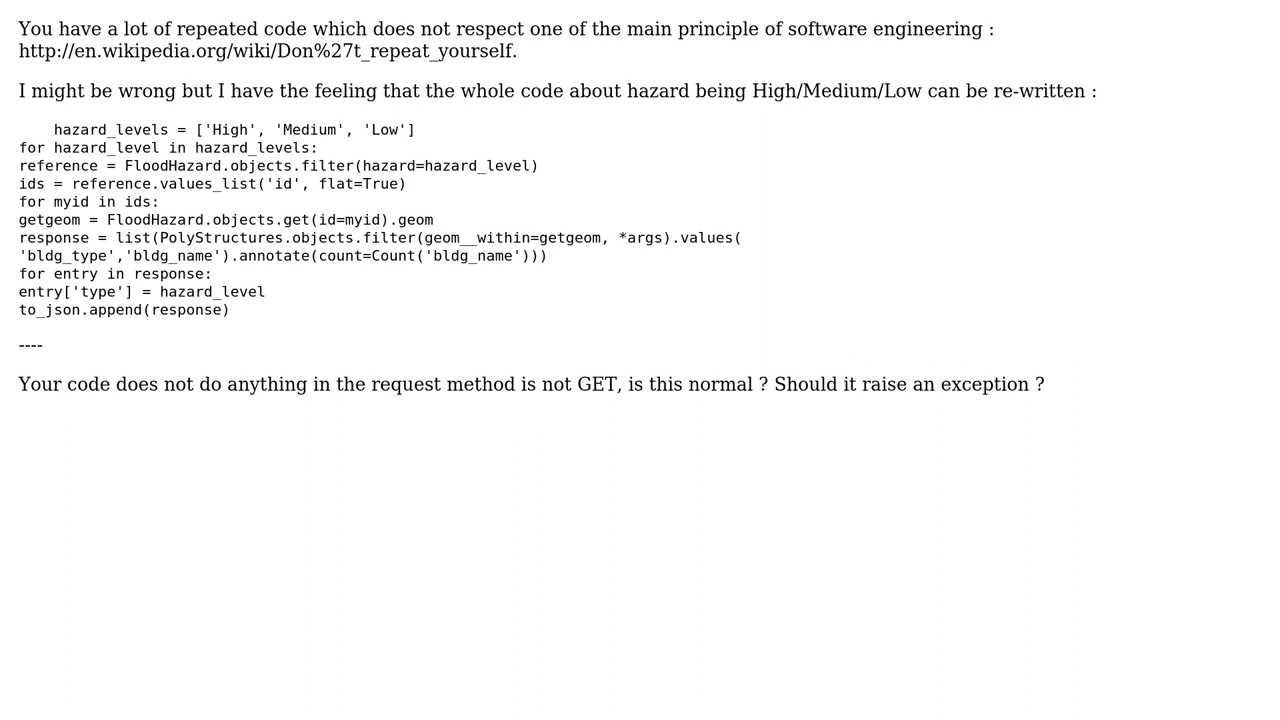 You have a lot of repeated code which does not respect one of the main principle of software engineering :
http://en.wikipedia.org/wiki/Don%27t_repeat_yourself.
I might be wrong but I have the feeling that the whole code about hazard being High/Medium/Low can be re-written :
    hazard_levels = ['High', 'Medium', 'Low']
for hazard_level in hazard_levels:
reference = FloodHazard.objects.filter(hazard=hazard_level)
ids = reference.values_list('id', flat=True)
for myid in ids:
getgeom = FloodHazard.objects.get(id=myid).geom
response = list(PolyStructures.objects.filter(geom__within=getgeom, *args).values(
'bldg_type','bldg_name').annotate(count=Count('bldg_name')))
for entry in response:
entry['type'] = hazard_level
to_json.append(response)
----
Your code does not do anything in the request method is not GET, is this normal ? Should it raise an exception ?